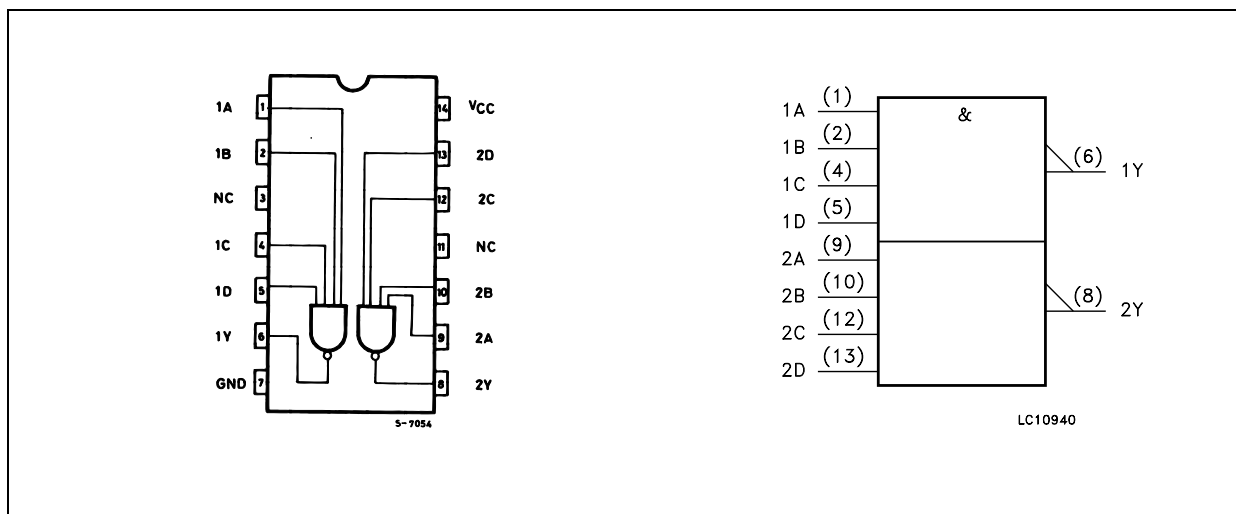 1A 1 14 VCC
1B 2 13 2D
NC 3 12 2C
1C 4 11 NC
1D 5 10 2B
1Y 6 9 2A
GND 7 8 2Y
S-7054
&
1A (1)
1B (2)
1C (4)
1D (5)
(6) 1Y
2A (9)
2B (10)
2C (12)
2D (13)
(8) 2Y
LC10940